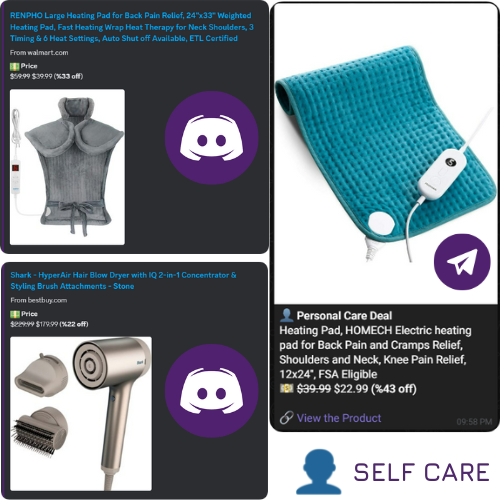 RENPHO Large Heating Pad for Back Pain Relief, 24"x33" Weighted
Heating Pad, Fast Heating Wrap Heat Therapy for Neck Shoulders, 3
Timing & 6 Heat Settings, Auto Shut off Available, ETL Certified
From walmart.com
💵 Price
$59.99 $39.99 (%33 off)
Shark - HyperAir Hair Blow Dryer with IQ 2-in-1 Concentrator &
Styling Brush Attachments - Stone
From bestbuy.com
💵 Price
$229.99 $179.99 (%22 off)
👤 Personal Care Deal
Heating Pad, HOMECH Electric heating
pad for Back Pain and Cramps Relief,
Shoulders and Neck, Knee Pain Relief,
12x24", FSA Eligible
💵 $39.99 $22.99 (%43 off)
🔗 View the Product
09:58 PM
SELF CARE